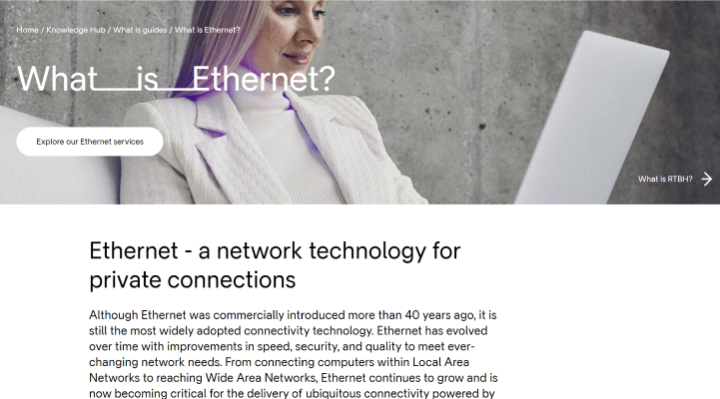 Home / Knowledge Hub / What is guides / What is Ethernet?
What is Ethernet?
Explore our Ethernet services
What is RTBH?
Ethernet - a network technology for
private connections
Although Ethernet was commercially introduced more than 40 years ago, it is
still the most widely adopted connectivity technology. Ethernet has evolved
over time with improvements in speed, security, and quality to meet ever-
changing network needs. From connecting computers within Local Area
Networks to reaching Wide Area Networks, Ethernet continues to grow and is
now becoming critical for the delivery of ubiquitous connectivity powered by